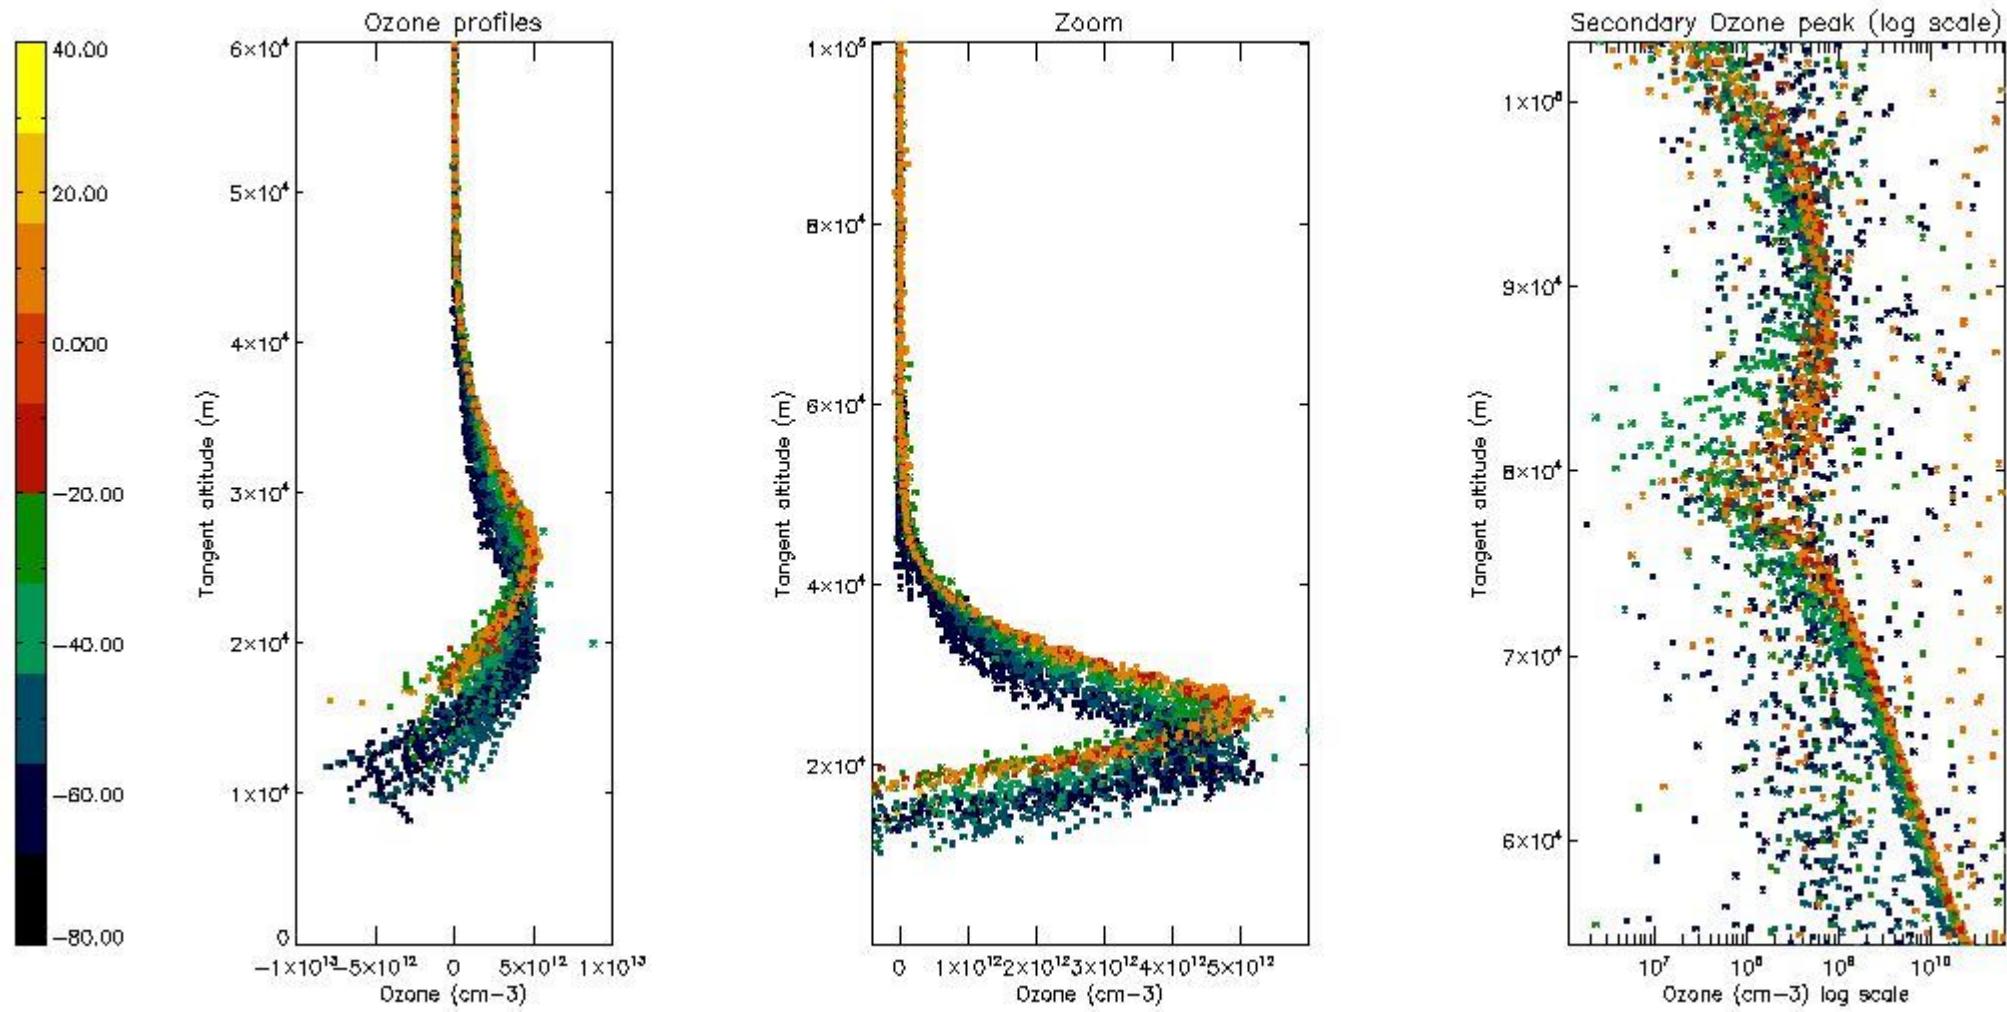 Ozone profiles
Zoom
Secondary Ozone peak (log scale)
40.00
20.00
0.000
−20.00
−40.00
−60.00
−80.00
6×10⁴
5×10⁴
4×10⁴
3×10⁴
2×10⁴
1×10⁴
0
Tangent altitude (m)
−1×10¹³ −5×10¹² 0 5×10¹² 1×10¹³
Ozone (cm−3)
1×10⁵
8×10⁴
6×10⁴
4×10⁴
2×10⁴
Tangent altitude (m)
0 1×10¹² 2×10¹² 3×10¹² 4×10¹² 5×10¹²
Ozone (cm−3)
1×10⁵
9×10⁴
8×10⁴
7×10⁴
6×10⁴
Tangent altitude (m)
10⁷ 10⁸ 10⁹ 10¹⁰
Ozone (cm−3) log scale